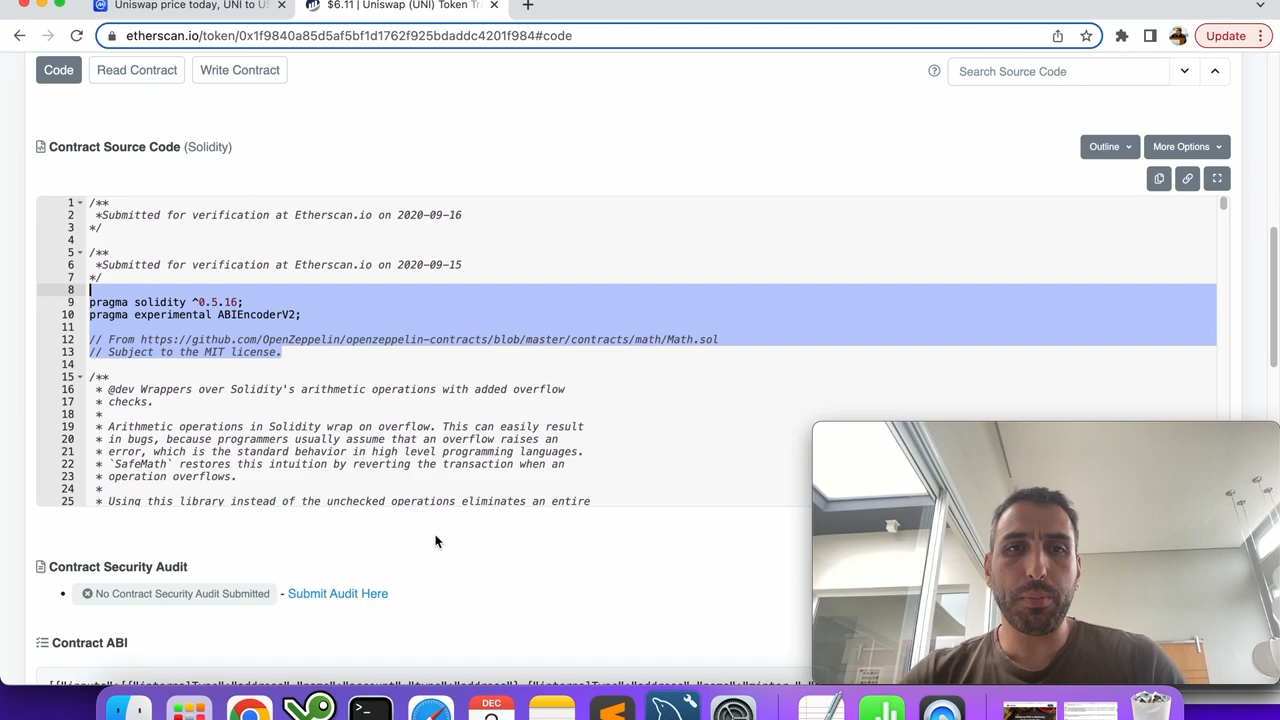 Uniswap price today, UNI to US
$6.11 | Uniswap (UNI) Token Tr
etherscan.io/token/0x1f9840a85d5af5bf1d1762f925bdaddc4201f984#code
Update
Code
Read Contract
Write Contract
Search Source Code
Contract Source Code (Solidity)
Outline
More Options
1 /**
2 *Submitted for verification at Etherscan.io on 2020-09-16
3 */
4
5 /**
6 *Submitted for verification at Etherscan.io on 2020-09-15
7 */
8
9 pragma solidity ^0.5.16;
10 pragma experimental ABIEncoderV2;
11
12 // From https://github.com/OpenZeppelin/openzeppelin-contracts/blob/master/contracts/math/Math.sol
13 // Subject to the MIT license.
14
15 /**
16 * @dev Wrappers over Solidity's arithmetic operations with added overflow
17 * checks.
18 *
19 * Arithmetic operations in Solidity wrap on overflow. This can easily result
20 * in bugs, because programmers usually assume that an overflow raises an
21 * error, which is the standard behavior in high level programming languages.
22 * `SafeMath` restores this intuition by reverting the transaction when an
23 * operation overflows.
24 *
25 * Using this library instead of the unchecked operations eliminates an entire
Contract Security Audit
• No Contract Security Audit Submitted - Submit Audit Here
Contract ABI
DEC